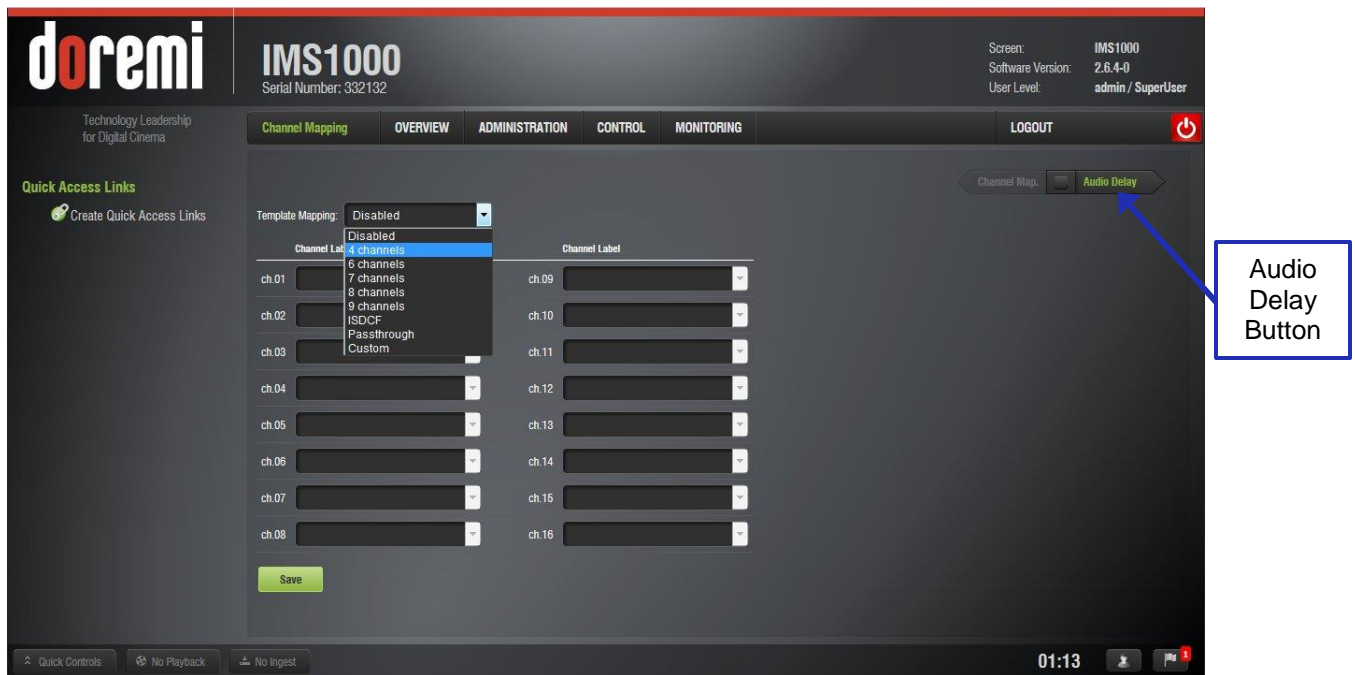 doremi
Technology Leadership
for Digital Cinema
IMS1000
Serial Number: 332132
Screen: IMS1000
Software Version: 2.6.4-0
User Level: admin / SuperUser
Channel Mapping OVERVIEW ADMINISTRATION CONTROL MONITORING LOGOUT
Quick Access Links
Create Quick Access Links
Channel Map. Audio Delay
Template Mapping: Disabled
Disabled
4 channels
6 channels
7 channels
8 channels
9 channels
ISDCF
Passthrough
Custom
Channel Lab Channel Label
ch.01 ch.09
ch.02 ch.10
ch.03 ch.11
ch.04 ch.12
ch.05 ch.13
ch.06 ch.14
ch.07 ch.15
ch.08 ch.16
Save
Audio
Delay
Button
Quick Controls No Playback No Ingest 01:13 1